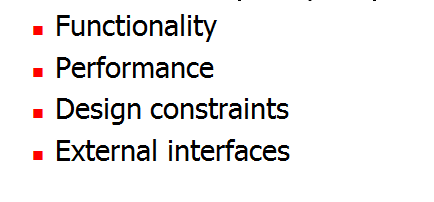 Functionality
Performance
Design constraints
External interfaces